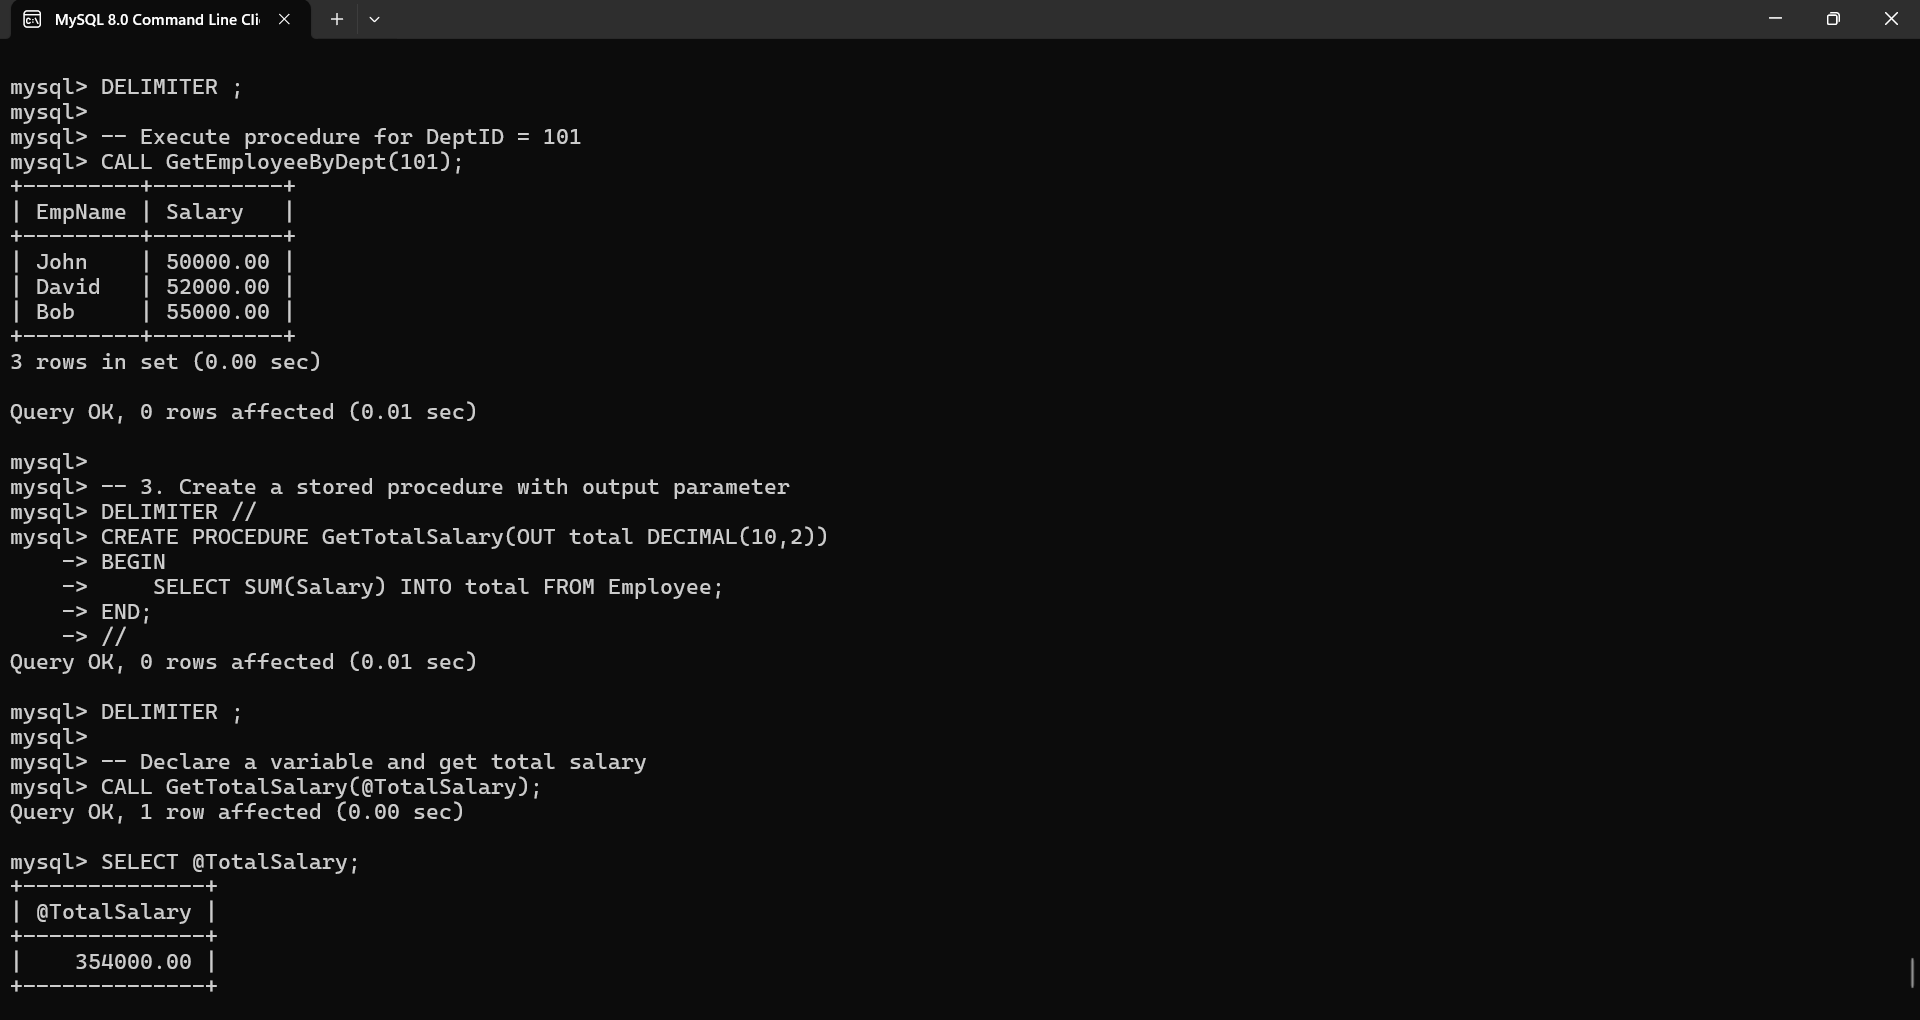 MySQL 8.0 Command Line Cli
mysql> DELIMITER ;
mysql>
mysql> -- Execute procedure for DeptID = 101
mysql> CALL GetEmployeeByDept(101);
+---------+----------+
| EmpName | Salary   |
+---------+----------+
| John    | 50000.00 |
| David   | 52000.00 |
| Bob     | 55000.00 |
+---------+----------+
3 rows in set (0.00 sec)

Query OK, 0 rows affected (0.01 sec)

mysql>
mysql> -- 3. Create a stored procedure with output parameter
mysql> DELIMITER //
mysql> CREATE PROCEDURE GetTotalSalary(OUT total DECIMAL(10,2))
    -> BEGIN
    ->     SELECT SUM(Salary) INTO total FROM Employee;
    -> END;
    -> //
Query OK, 0 rows affected (0.01 sec)

mysql> DELIMITER ;
mysql>
mysql> -- Declare a variable and get total salary
mysql> CALL GetTotalSalary(@TotalSalary);
Query OK, 1 row affected (0.00 sec)

mysql> SELECT @TotalSalary;
+--------------+
| @TotalSalary |
+--------------+
|    354000.00 |
+--------------+